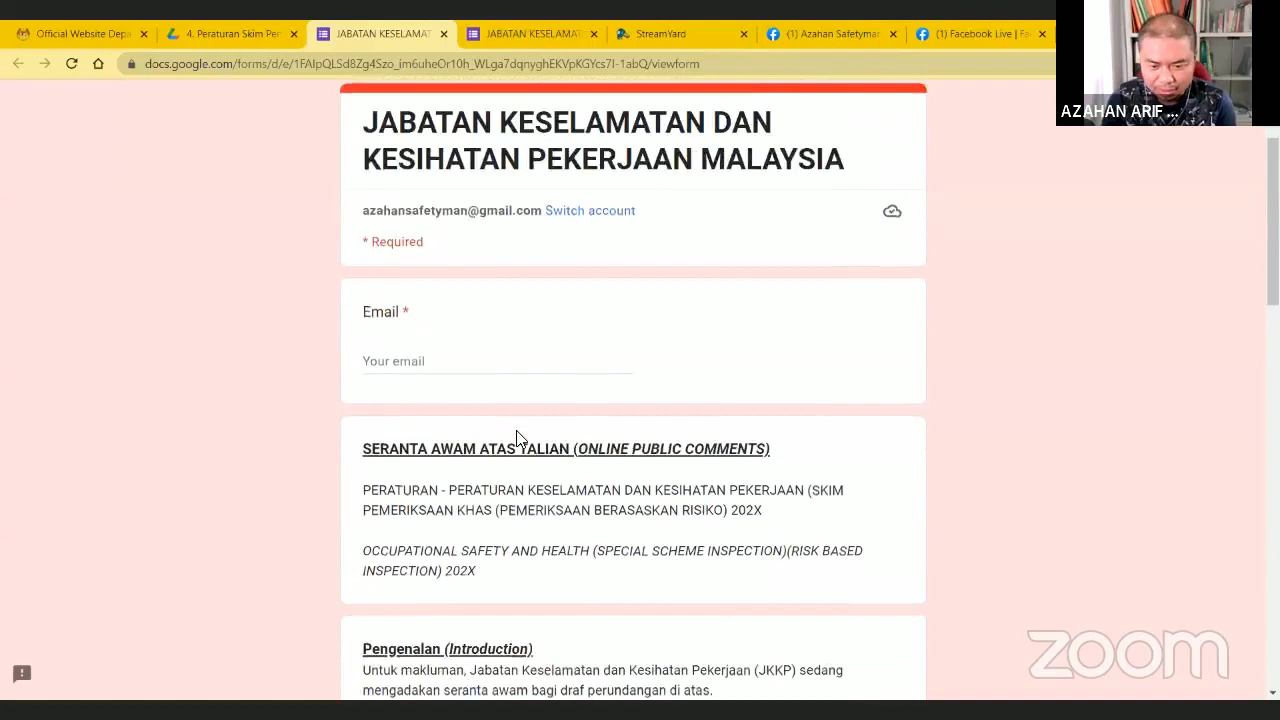 Official Website Depa
4. Peraturan Skim Pem
JABATAN KESELAMAT
JABATAN KESELAMAT
StreamYard
(1) Azahan Safetyman
(1) Facebook Live | Fa
docs.google.com/forms/d/e/1FAIpQLSd8Zg4Szo_im6uheOr10h_WLga7dqnyghEKVpKGYcs7I-1abQ/viewform
AZAHAN ARIF ...
JABATAN KESELAMATAN DAN
KESIHATAN PEKERJAAN MALAYSIA
azahansafetyman@gmail.com Switch account
* Required
Email *
Your email
SERANTA AWAM ATAS TALIAN (ONLINE PUBLIC COMMENTS)
PERATURAN - PERATURAN KESELAMATAN DAN KESIHATAN PEKERJAAN (SKIM
PEMERIKSAAN KHAS (PEMERIKSAAN BERASASKAN RISIKO) 202X
OCCUPATIONAL SAFETY AND HEALTH (SPECIAL SCHEME INSPECTION)(RISK BASED
INSPECTION) 202X
Pengenalan (Introduction)
Untuk makluman, Jabatan Keselamatan dan Kesihatan Pekerjaan (JKKP) sedang
mengadakan seranta awam bagi draf perundangan di atas.
zoom